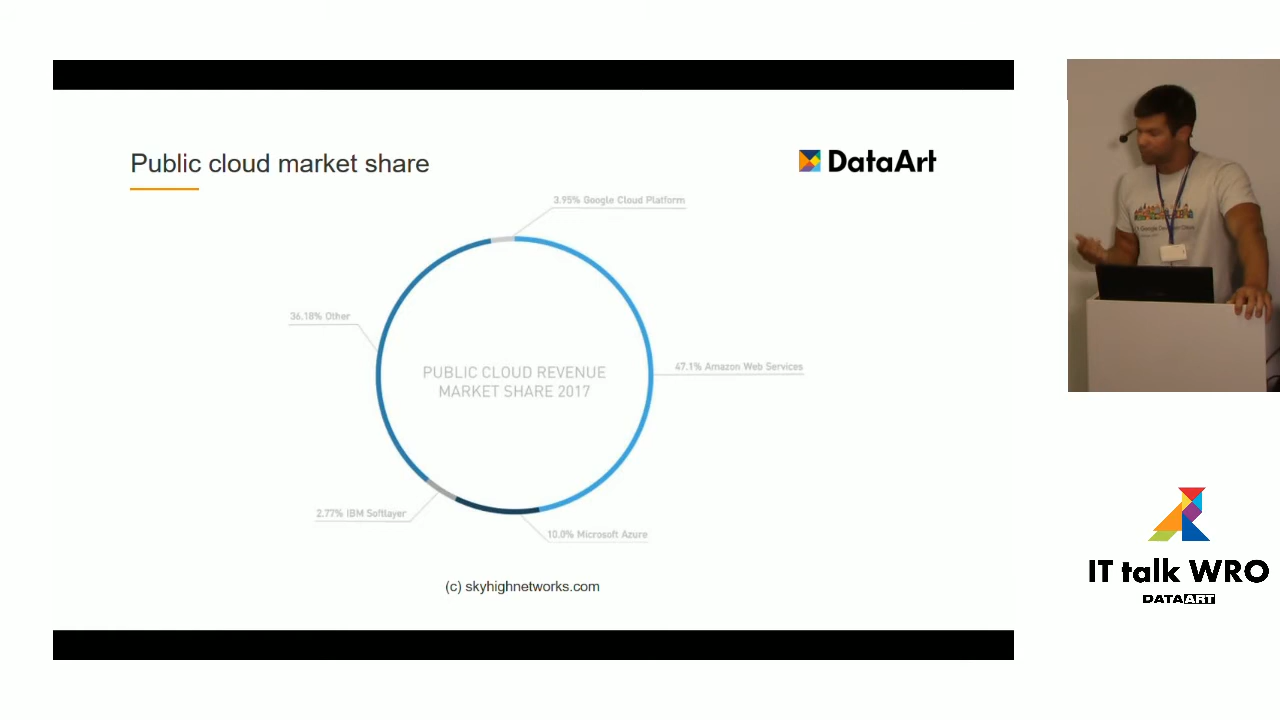 Public cloud market share
DataArt
3.95% Google Cloud Platform
36.18% Other
47.1% Amazon Web Services
PUBLIC CLOUD REVENUE
MARKET SHARE 2017
2.77% IBM Softlayer
10.0% Microsoft Azure
(c) skyhighnetworks.com
IT talk WRO
DATAART